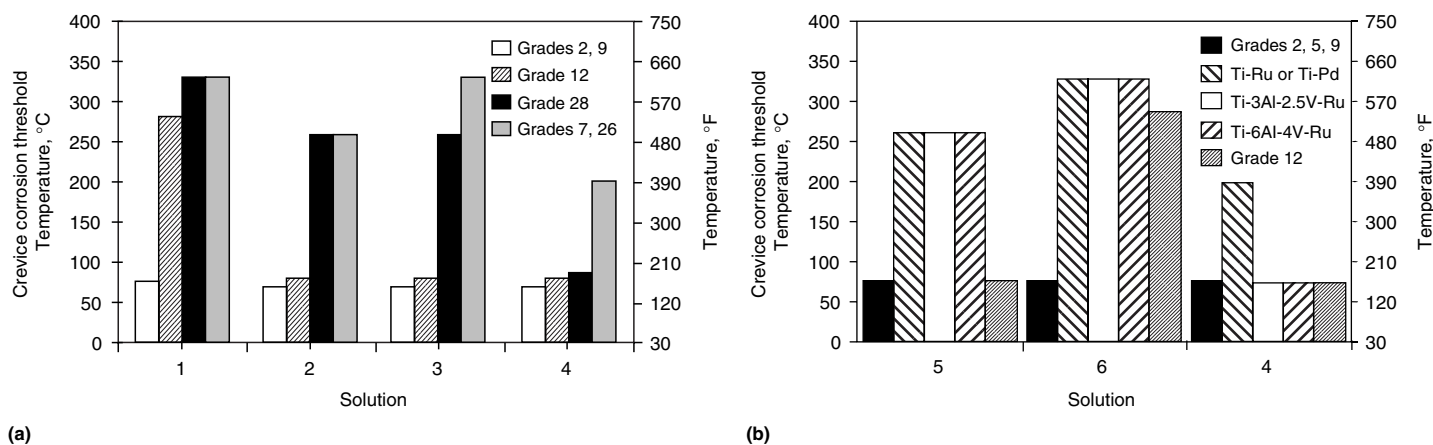 Crevice corrosion threshold
Temperature, °C
400
350
300
250
200
150
100
50
0
Grades 2, 9
Grade 12
Grade 28
Grades 7, 26
750
660
570
480
390
300
210
120
30
Temperature, °F
1 2 3 4
Solution
(a)
Crevice corrosion threshold
Temperature, °C
400
350
300
250
200
150
100
50
0
Grades 2, 5, 9
Ti-Ru or Ti-Pd
Ti-3Al-2.5V-Ru
Ti-6Al-4V-Ru
Grade 12
750
660
570
480
390
300
210
120
30
Temperature, °F
5 6 4
Solution
(b)